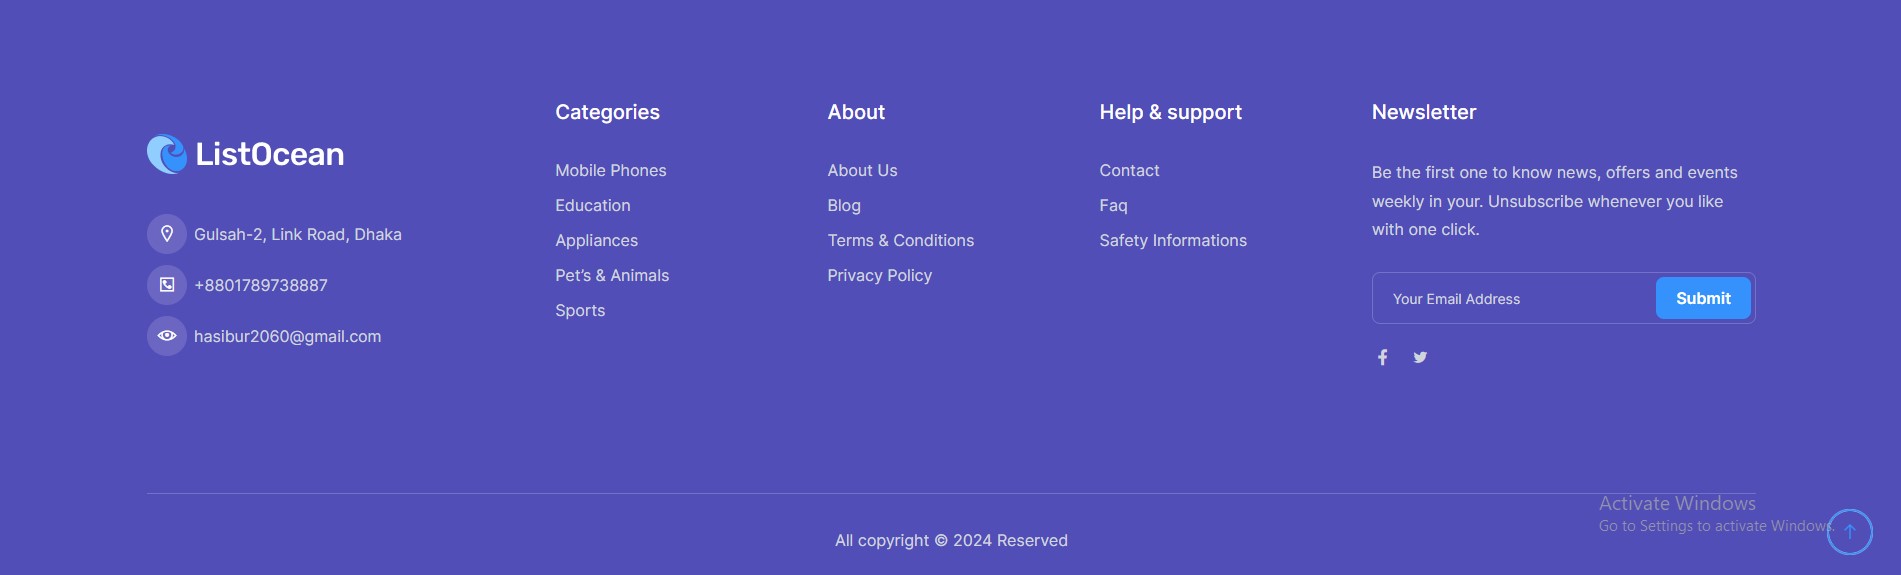 ListOcean
Gulsah-2, Link Road, Dhaka
+8801789738887
hasibur2060@gmail.com
Categories
Mobile Phones
Education
Appliances
Pet’s & Animals
Sports
About
About Us
Blog
Terms & Conditions
Privacy Policy
Help & support
Contact
Faq
Safety Informations
Newsletter
Be the first one to know news, offers and events
weekly in your. Unsubscribe whenever you like
with one click.
Your Email Address
Submit
Activate Windows
Go to Settings to activate Windows.
All copyright © 2024 Reserved